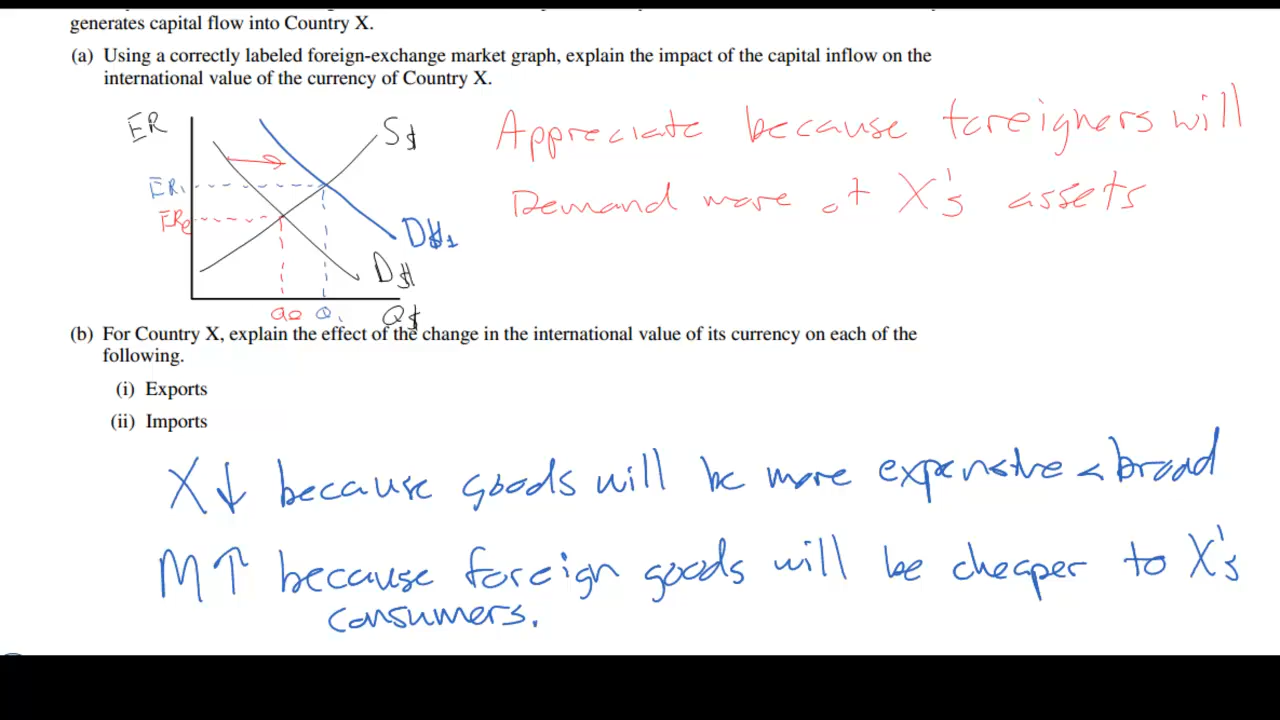 generates capital flow into Country X.
(a) Using a correctly labeled foreign-exchange market graph, explain the impact of the capital inflow on the
international value of the currency of Country X.
ER
S$
Appreciate because foreigners will
Demand more of X's assets
ER₁
ERe
D$₁
D$
Qe Q₁ Q$
(b) For Country X, explain the effect of the change in the international value of its currency on each of the
following.
(i) Exports
(ii) Imports
X↓ because goods will be more expensive abroad
M↑ because foreign goods will be cheaper to X's
consumers.